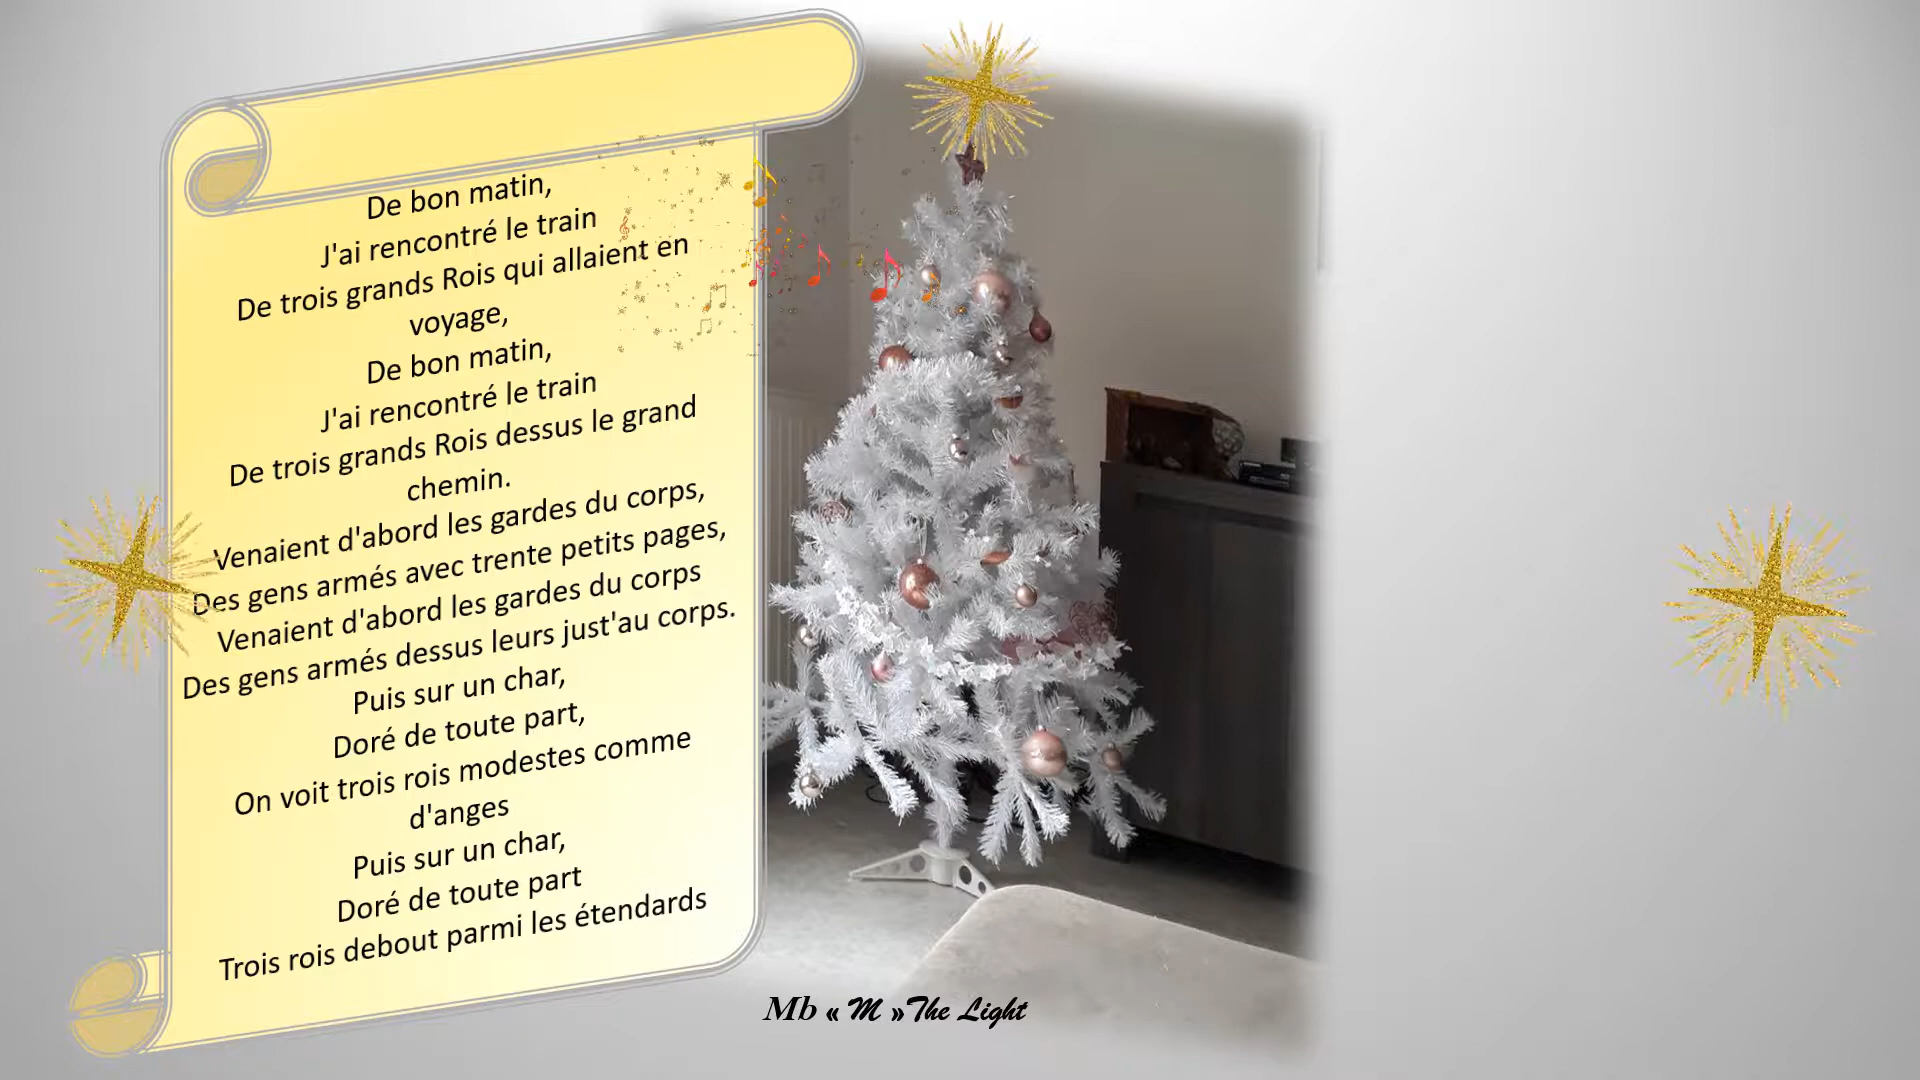 De bon matin,
J'ai rencontré le train
De trois grands Rois qui allaient en
voyage,
De bon matin,
J'ai rencontré le train
De trois grands Rois dessus le grand
chemin.
Venaient d'abord les gardes du corps,
Des gens armés avec trente petits pages,
Venaient d'abord les gardes du corps
Des gens armés dessus leurs just'au corps.
Puis sur un char,
Doré de toute part,
On voit trois rois modestes comme
d'anges
Puis sur un char,
Doré de toute part
Trois rois debout parmi les étendards
Mb « M »The Light